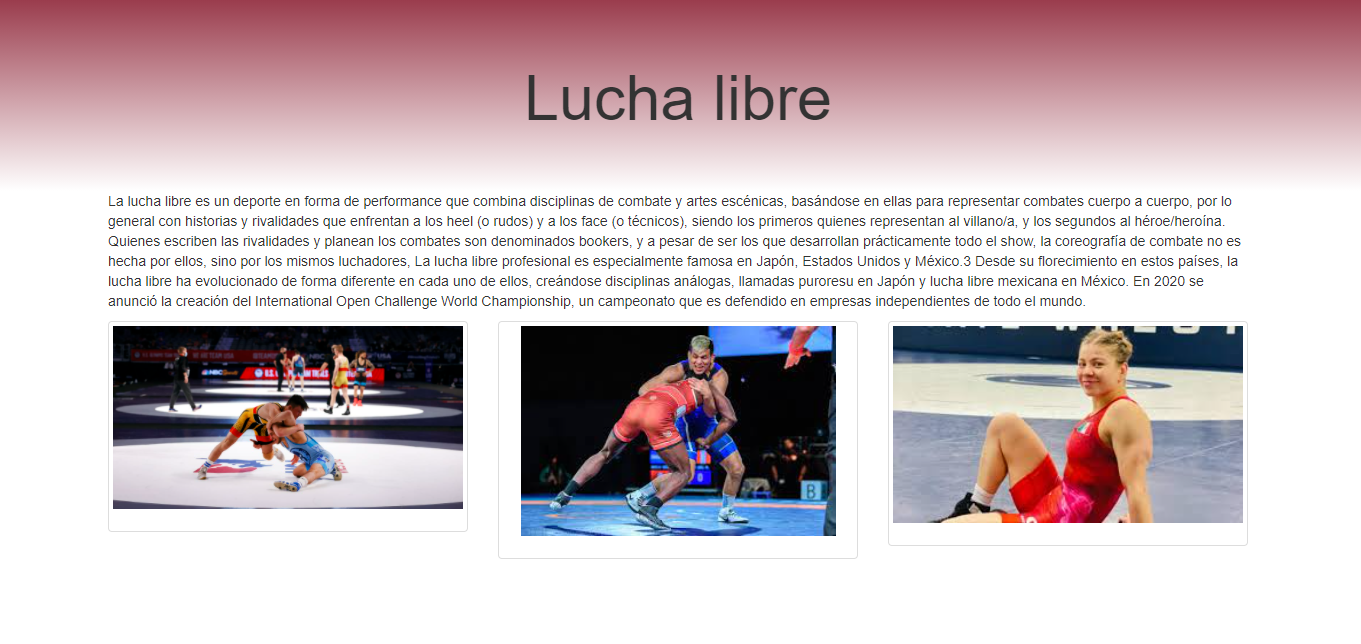 Lucha libre
La lucha libre es un deporte en forma de performance que combina disciplinas de combate y artes escénicas, basándose en ellas para representar combates cuerpo a cuerpo, por lo
general con historias y rivalidades que enfrentan a los heel (o rudos) y a los face (o técnicos), siendo los primeros quienes representan al villano/a, y los segundos al héroe/heroína.
Quienes escriben las rivalidades y planean los combates son denominados bookers, y a pesar de ser los que desarrollan prácticamente todo el show, la coreografía de combate no es
hecha por ellos, sino por los mismos luchadores, La lucha libre profesional es especialmente famosa en Japón, Estados Unidos y México.3 Desde su florecimiento en estos países, la
lucha libre ha evolucionado de forma diferente en cada uno de ellos, creándose disciplinas análogas, llamadas puroresu en Japón y lucha libre mexicana en México. En 2020 se
anunció la creación del International Open Challenge World Championship, un campeonato que es defendido en empresas independientes de todo el mundo.
B